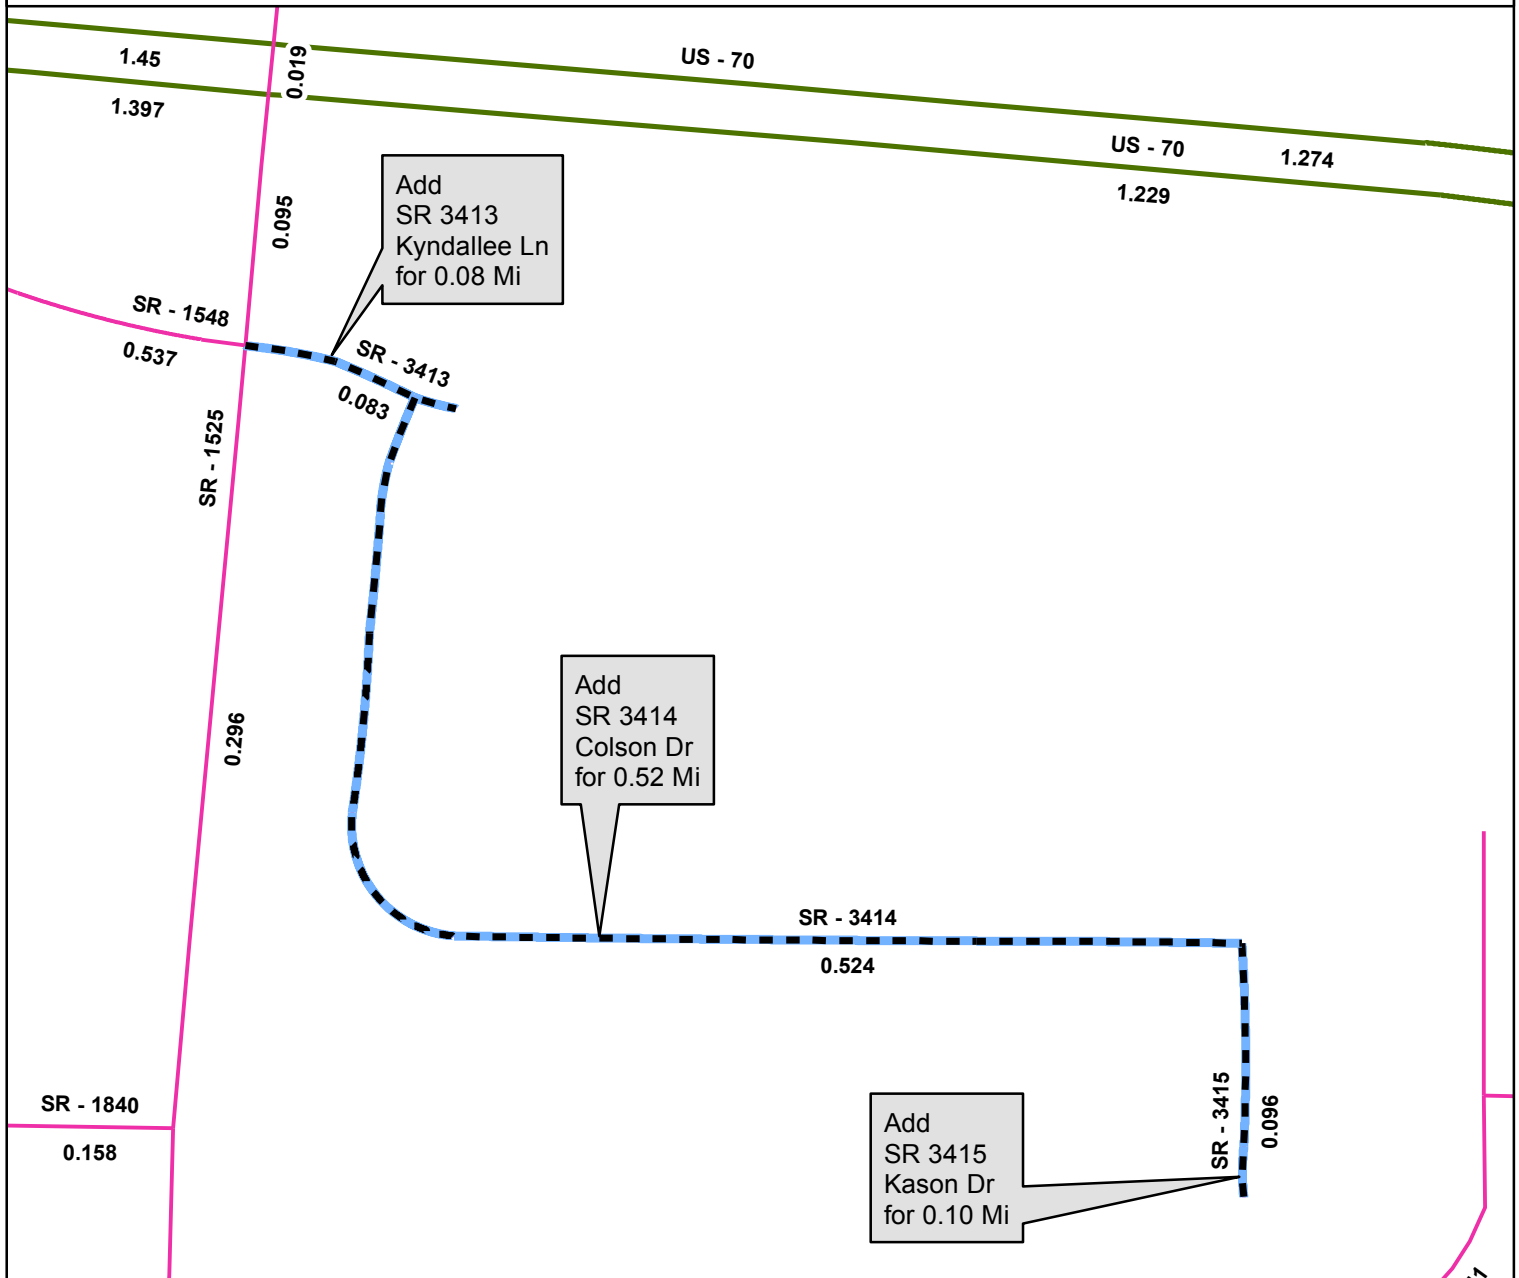 1.45
0.019
US - 70
1.397
US - 70
1.274
1.229
Add
SR 3413
Kyndallee Ln
for 0.08 Mi
0.095
SR - 1548
0.537
SR - 3413
0.083
SR - 1525
Add
SR 3414
Colson Dr
for 0.52 Mi
0.296
SR - 3414
0.524
SR - 1840
0.158
Add
SR 3415
Kason Dr
for 0.10 Mi
SR - 3415
0.096